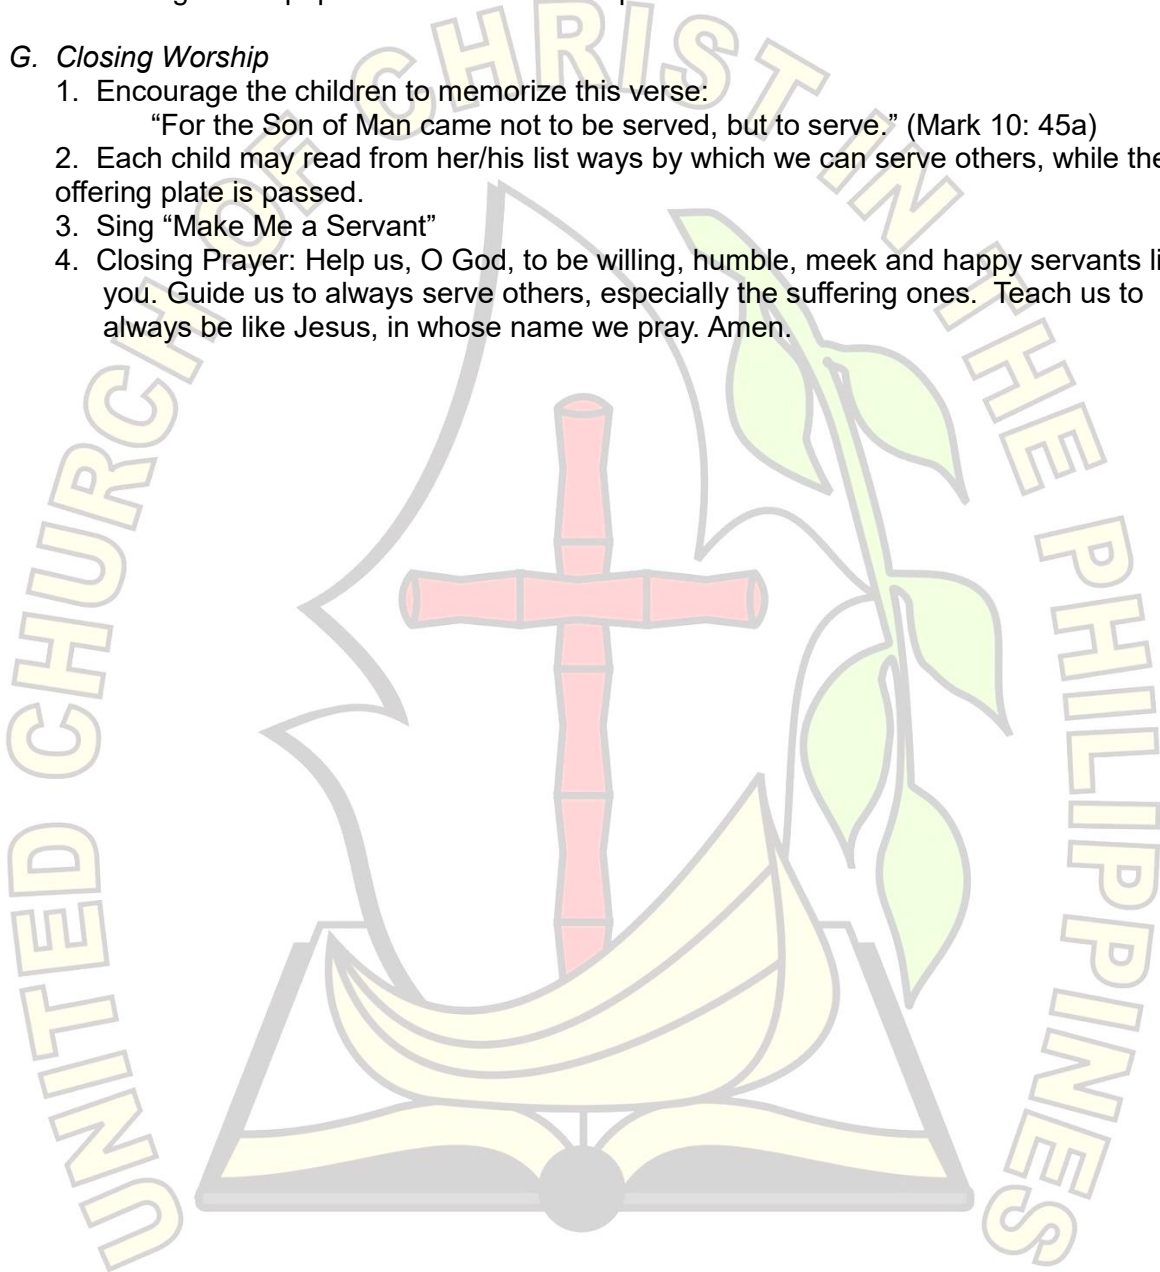 G. Closing Worship
1. Encourage the children to memorize this verse:
“For the Son of Man came not to be served, but to serve.” (Mark 10: 45a)
2. Each child may read from her/his list ways by which we can serve others, while the
offering plate is passed.
3. Sing “Make Me a Servant”
4. Closing Prayer: Help us, O God, to be willing, humble, meek and happy servants li
you. Guide us to always serve others, especially the suffering ones. Teach us to
always be like Jesus, in whose name we pray. Amen.
UNITED CHURCH OF CHRIST IN THE PHILIPPINES